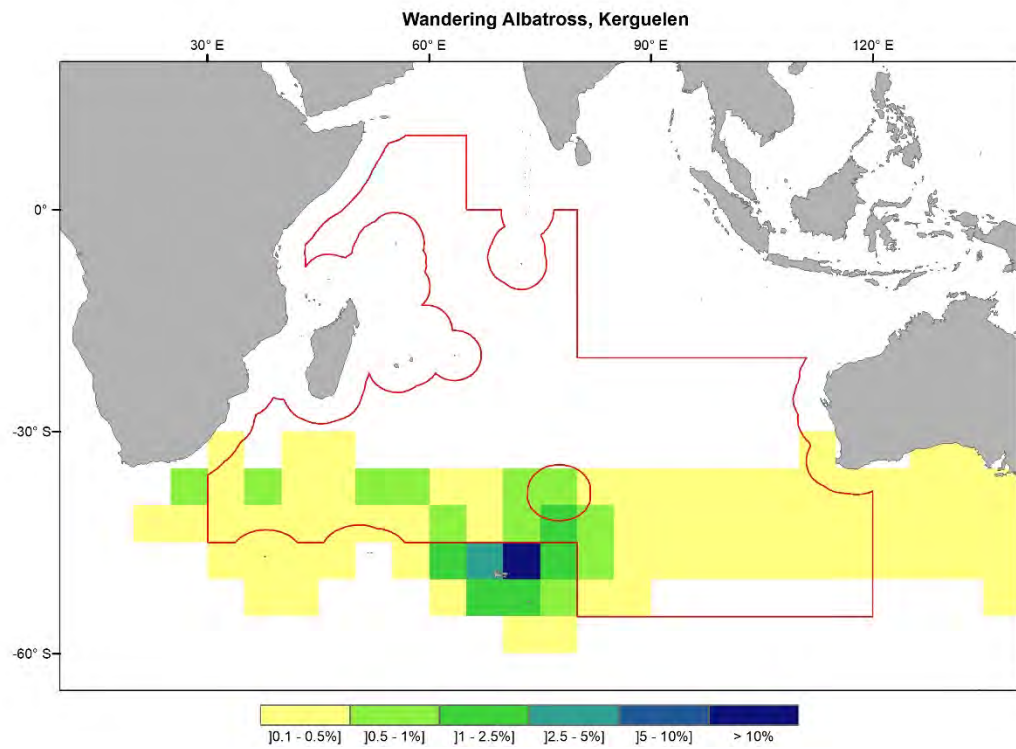 Wandering Albatross, Kerguelen
30° E 60° E 90° E 120° E
0°
-30° S
-60° S
]0.1 - 0.5%] ]0.5 - 1%] ]1 - 2.5%] ]2.5 - 5%] ]5 - 10%] > 10%